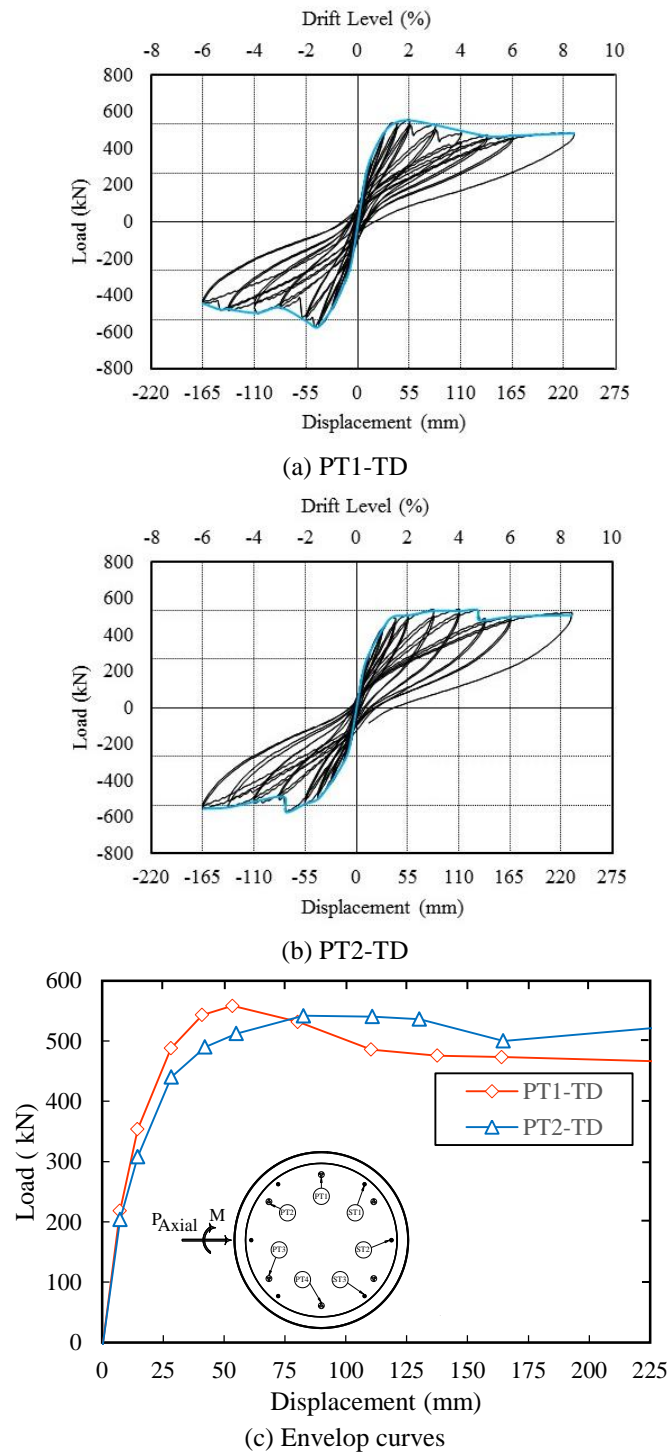 Drift Level (%)
-8 -6 -4 -2 0 2 4 6 8 10
800
600
400
200
0
-200
-400
-600
-800
Load (kN)
-220 -165 -110 -55 0 55 110 165 220 275
Displacement (mm)
(a) PT1-TD
Drift Level (%)
-8 -6 -4 -2 0 2 4 6 8 10
800
600
400
200
0
-200
-400
-600
-800
Load (kN)
-220 -165 -110 -55 0 55 110 165 220 275
Displacement (mm)
(b) PT2-TD
600
500
400
300
200
100
0
Load ( kN)
PT1-TD
PT2-TD
PT1
PT2
ST1
P Axial M
PT3
ST2
PT4
ST3
0 25 50 75 100 125 150 175 200 225
Displacement (mm)
(c) Envelop curves